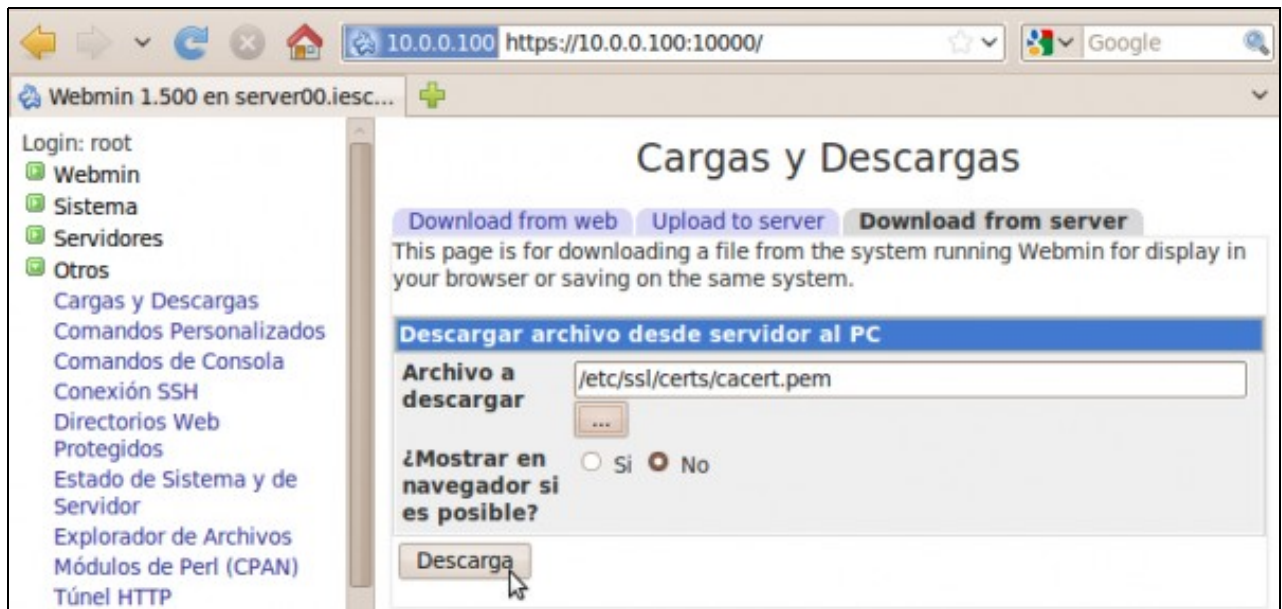 10.0.0.100 https://10.0.0.100:10000/
Google
Webmin 1.500 en server00.iesc...
Login: root
Webmin
Sistema
Servidores
Otros
Cargas y Descargas
Comandos Personalizados
Comandos de Consola
Conexión SSH
Directorios Web
Protegidos
Estado de Sistema y de
Servidor
Explorador de Archivos
Módulos de Perl (CPAN)
Túnel HTTP
Cargas y Descargas
Download from web Upload to server Download from server
This page is for downloading a file from the system running Webmin for display in
your browser or saving on the same system.
Descargar archivo desde servidor al PC
Archivo a
descargar
/etc/ssl/certs/cacert.pem
...
¿Mostrar en
navegador si
es posible?
Si No
Descarga